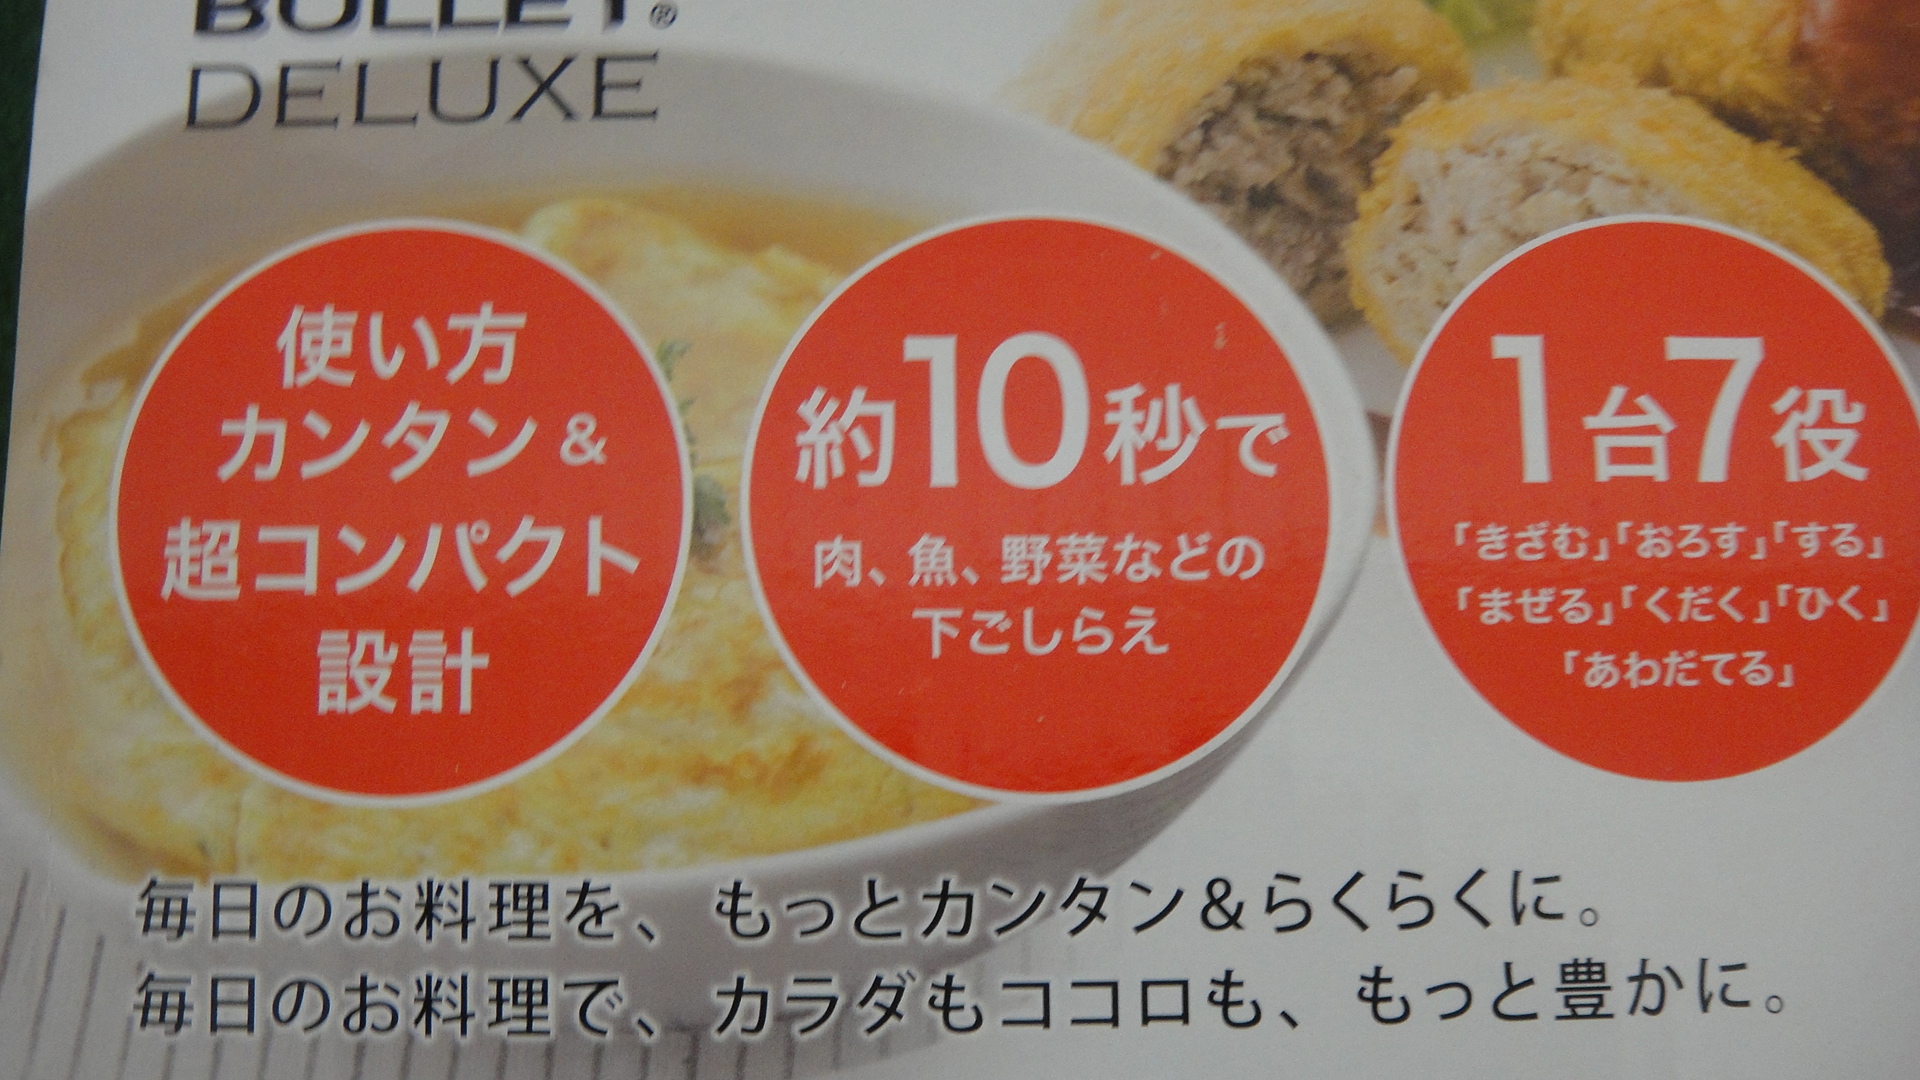 BULLET®
DELUXE
使い方
カンタン&
超コンパクト
設計
約10秒で
肉、魚、野菜などの
下ごしらえ
1台7役
「きざむ」「おろす」「する」
「まぜる」「くだく」「ひく」
「あわだてる」
毎日のお料理を、もっとカンタン&らくらくに。
毎日のお料理で、カラダもココロも、もっと豊かに。